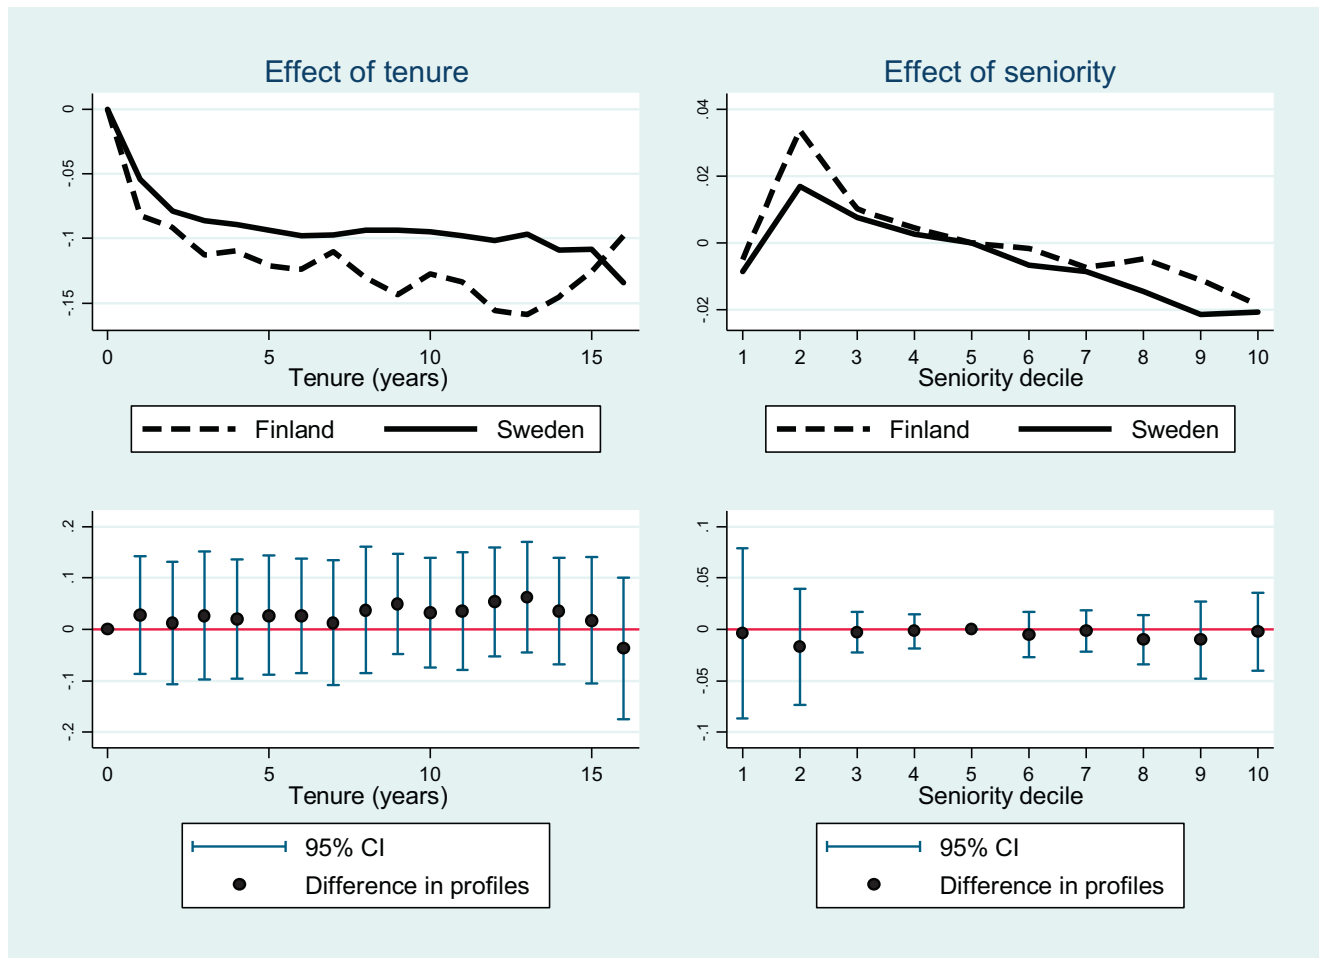 Effect of tenure
0
-.05
-.1
-.15
0 5 10 15
Tenure (years)
Finland Sweden
Effect of seniority
.04
.02
0
-.02
1 2 3 4 5 6 7 8 9 10
Seniority decile
Finland Sweden
.2
.1
0
-.1
-.2
0 5 10 15
Tenure (years)
95% CI
Difference in profiles
.1
.05
0
-.05
-.1
1 2 3 4 5 6 7 8 9 10
Seniority decile
95% CI
Difference in profiles